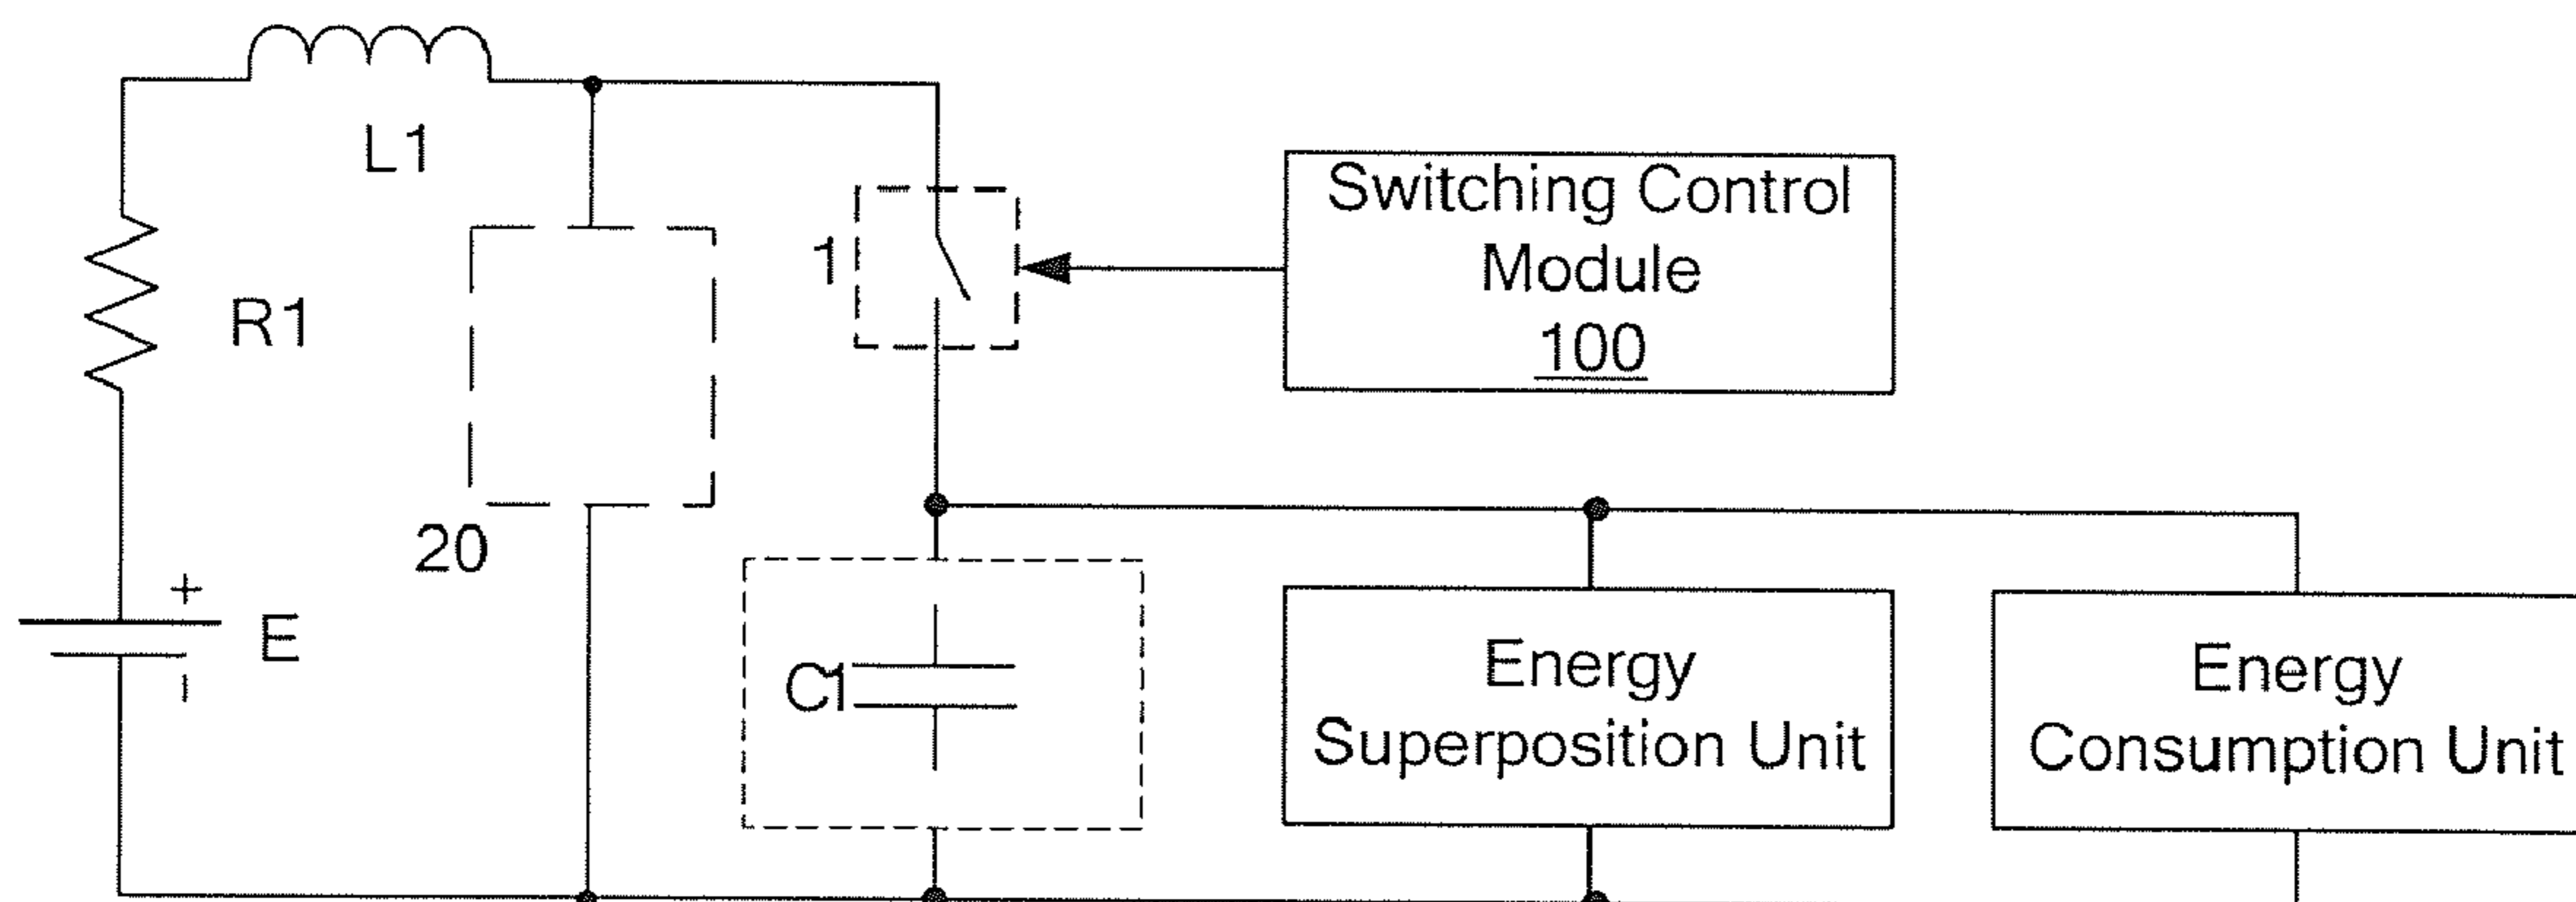 L1
R1
20
+
E
-
1
Switching Control
Module
100
C1
Energy
Superposition Unit
Energy
Consumption Unit